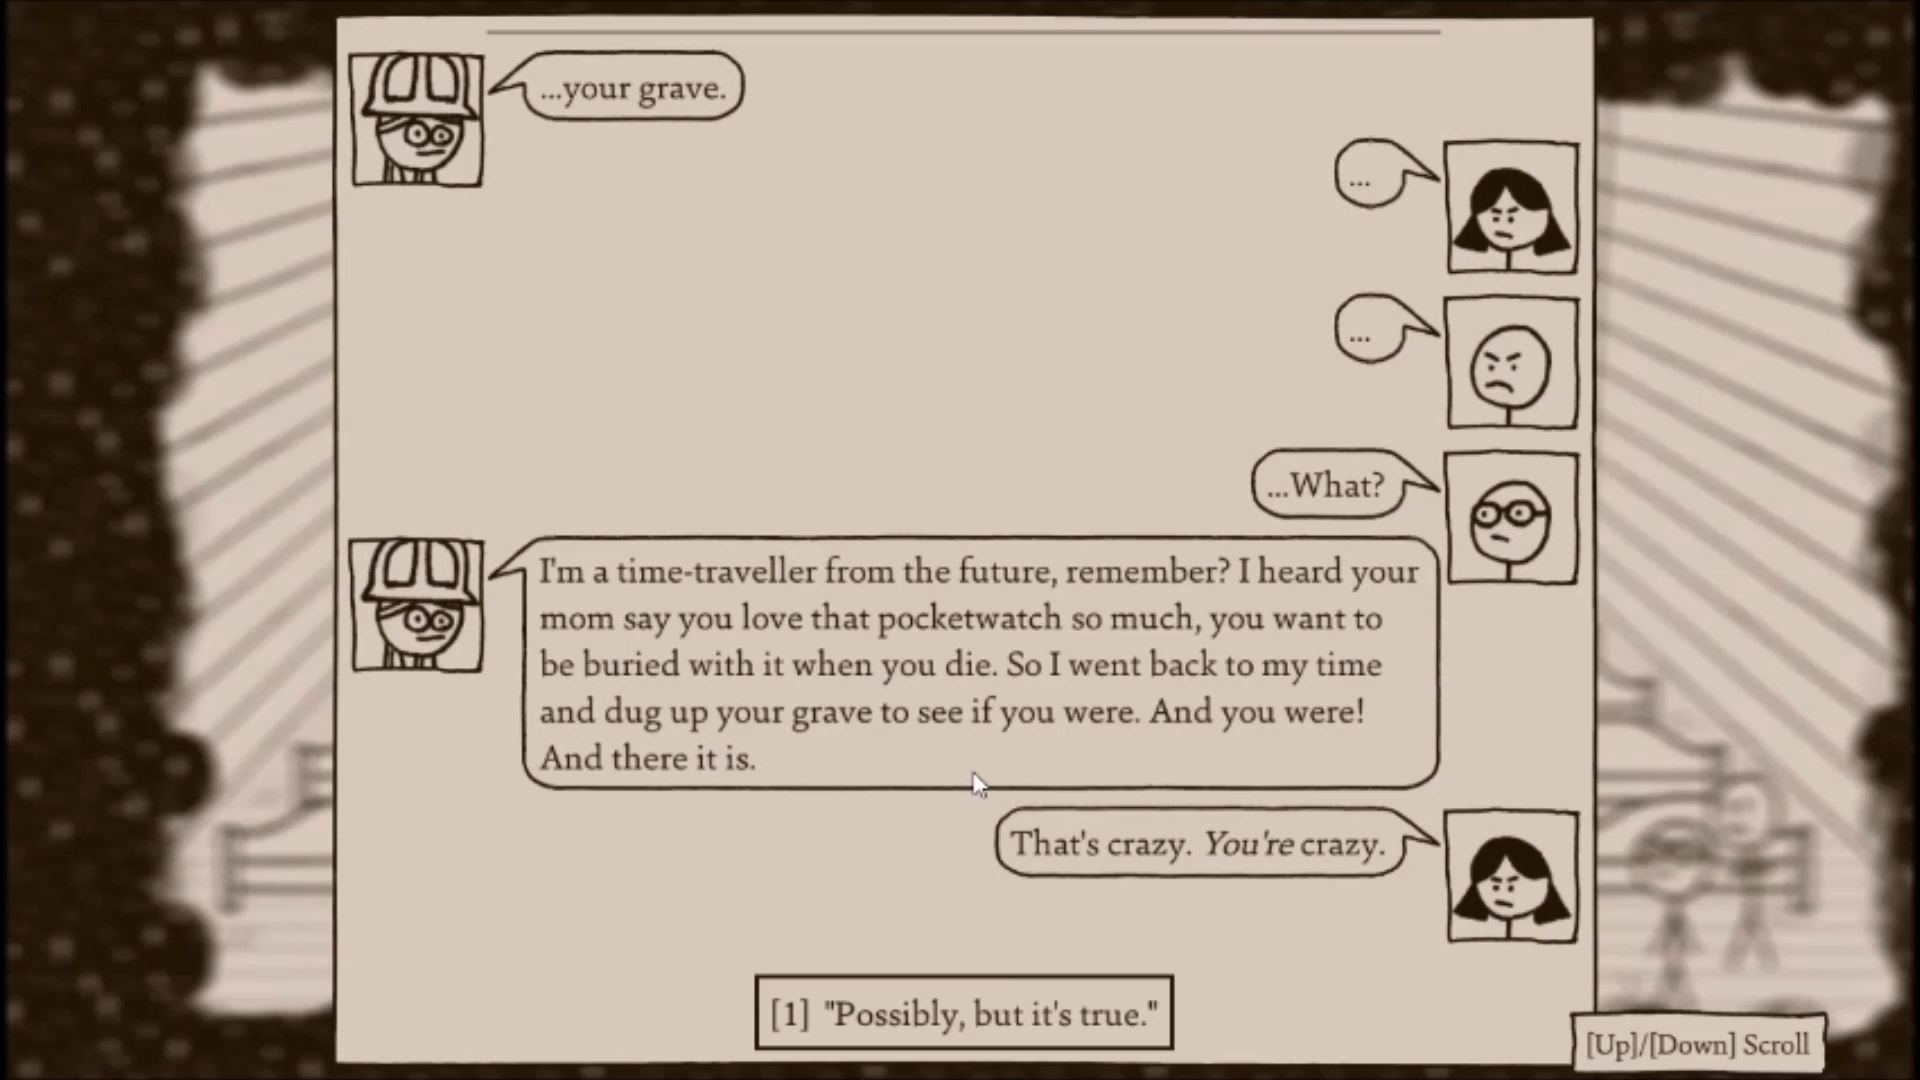 ...your grave.
...
...
...What?
I'm a time-traveller from the future, remember? I heard your
mom say you love that pocketwatch so much, you want to
be buried with it when you die. So I went back to my time
and dug up your grave to see if you were. And you were!
And there it is.
That's crazy. You're crazy.
[1] "Possibly, but it's true."
[Up]/[Down] Scroll